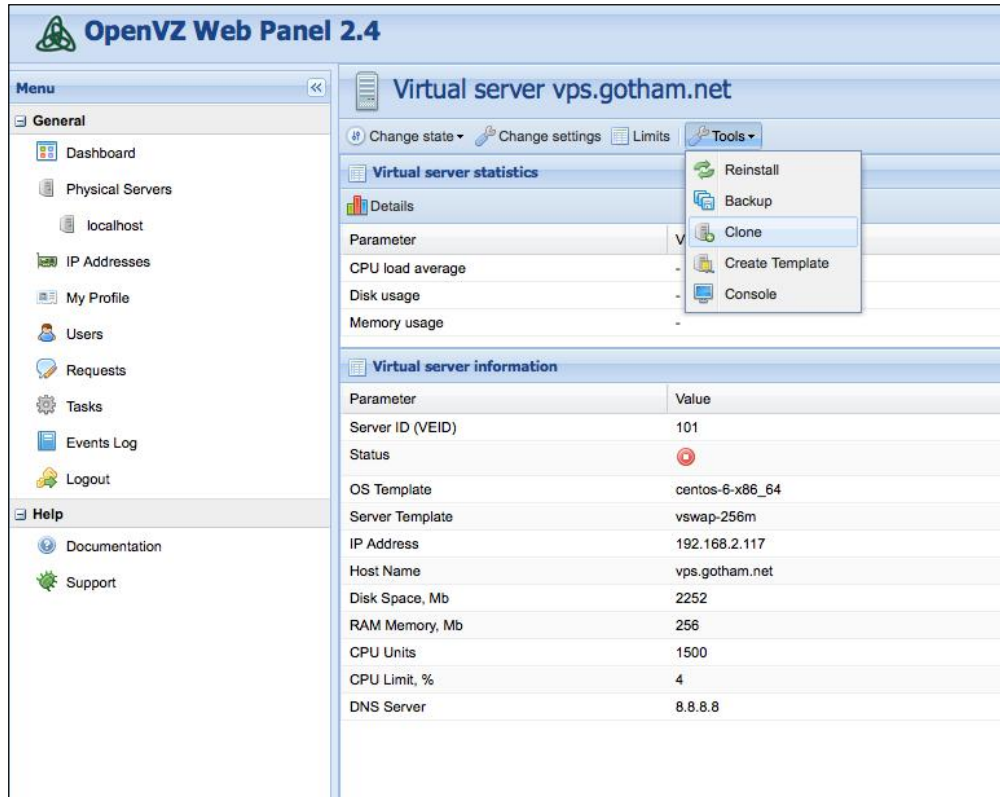 OpenVZ Web Panel 2.4
Menu
General
Dashboard
Physical Servers
localhost
IP Addresses
My Profile
Users
Requests
Tasks
Events Log
Logout
Help
Documentation
Support
Virtual server vps.gotham.net
Change state Change settings Limits Tools
Reinstall
Backup
Clone
Create Template
Console
Virtual server statistics
Details
Parameter V
CPU load average -
Disk usage -
Memory usage -
Virtual server information
Parameter Value
Server ID (VEID) 101
Status
OS Template centos-6-x86_64
Server Template vswap-256m
IP Address 192.168.2.117
Host Name vps.gotham.net
Disk Space, Mb 2252
RAM Memory, Mb 256
CPU Units 1500
CPU Limit, % 4
DNS Server 8.8.8.8